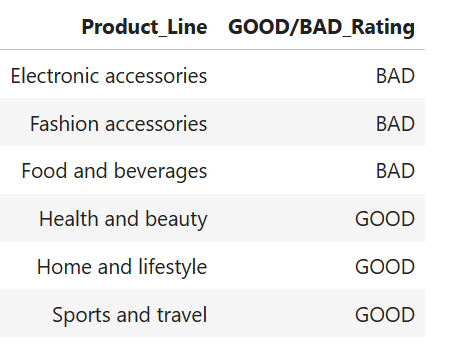 Product_Line GOOD/BAD_Rating
Electronic accessories BAD
Fashion accessories BAD
Food and beverages BAD
Health and beauty GOOD
Home and lifestyle GOOD
Sports and travel GOOD